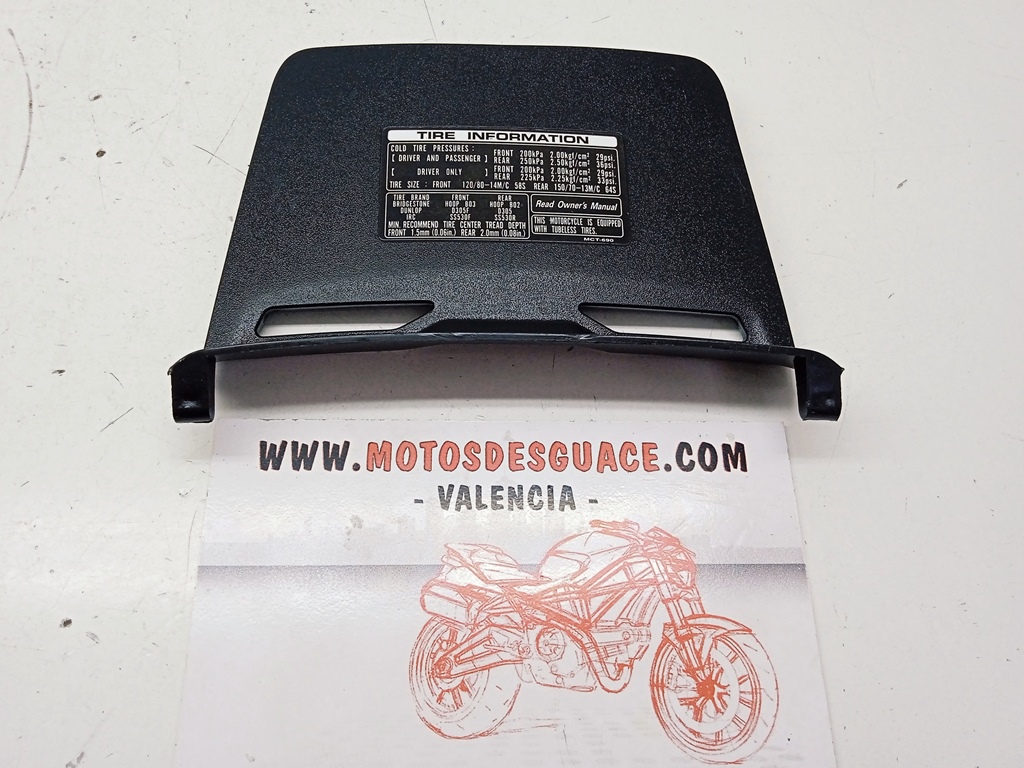 TIRE INFORMATION
COLD TIRE PRESSURES :
[ DRIVER AND PASSENGER ] FRONT 200kPa 2.00kgf/cm² 29psi.
REAR 250kPa 2.50kgf/cm² 36psi.
[ DRIVER ONLY ] FRONT 200kPa 2.00kgf/cm² 29psi.
REAR 225kPa 2.25kgf/cm² 33psi.
TIRE SIZE : FRONT 120/80-14M/C 58S REAR 150/70-13M/C 64S
TIRE BRAND FRONT REAR
BRIDGESTONE HOOP B03 HOOP B02
DUNLOP D305F D305
IRC SS530F SS530R
MIN. RECOMMEND TIRE CENTER TREAD DEPTH
FRONT 1.5mm (0.06in.) REAR 2.0mm (0.08in.)
Read Owner's Manual
THIS MOTORCYCLE IS EQUIPPED
WITH TUBELESS TIRES.
MCT-690
WWW.MOTOSDESGUACE.COM
- VALENCIA -